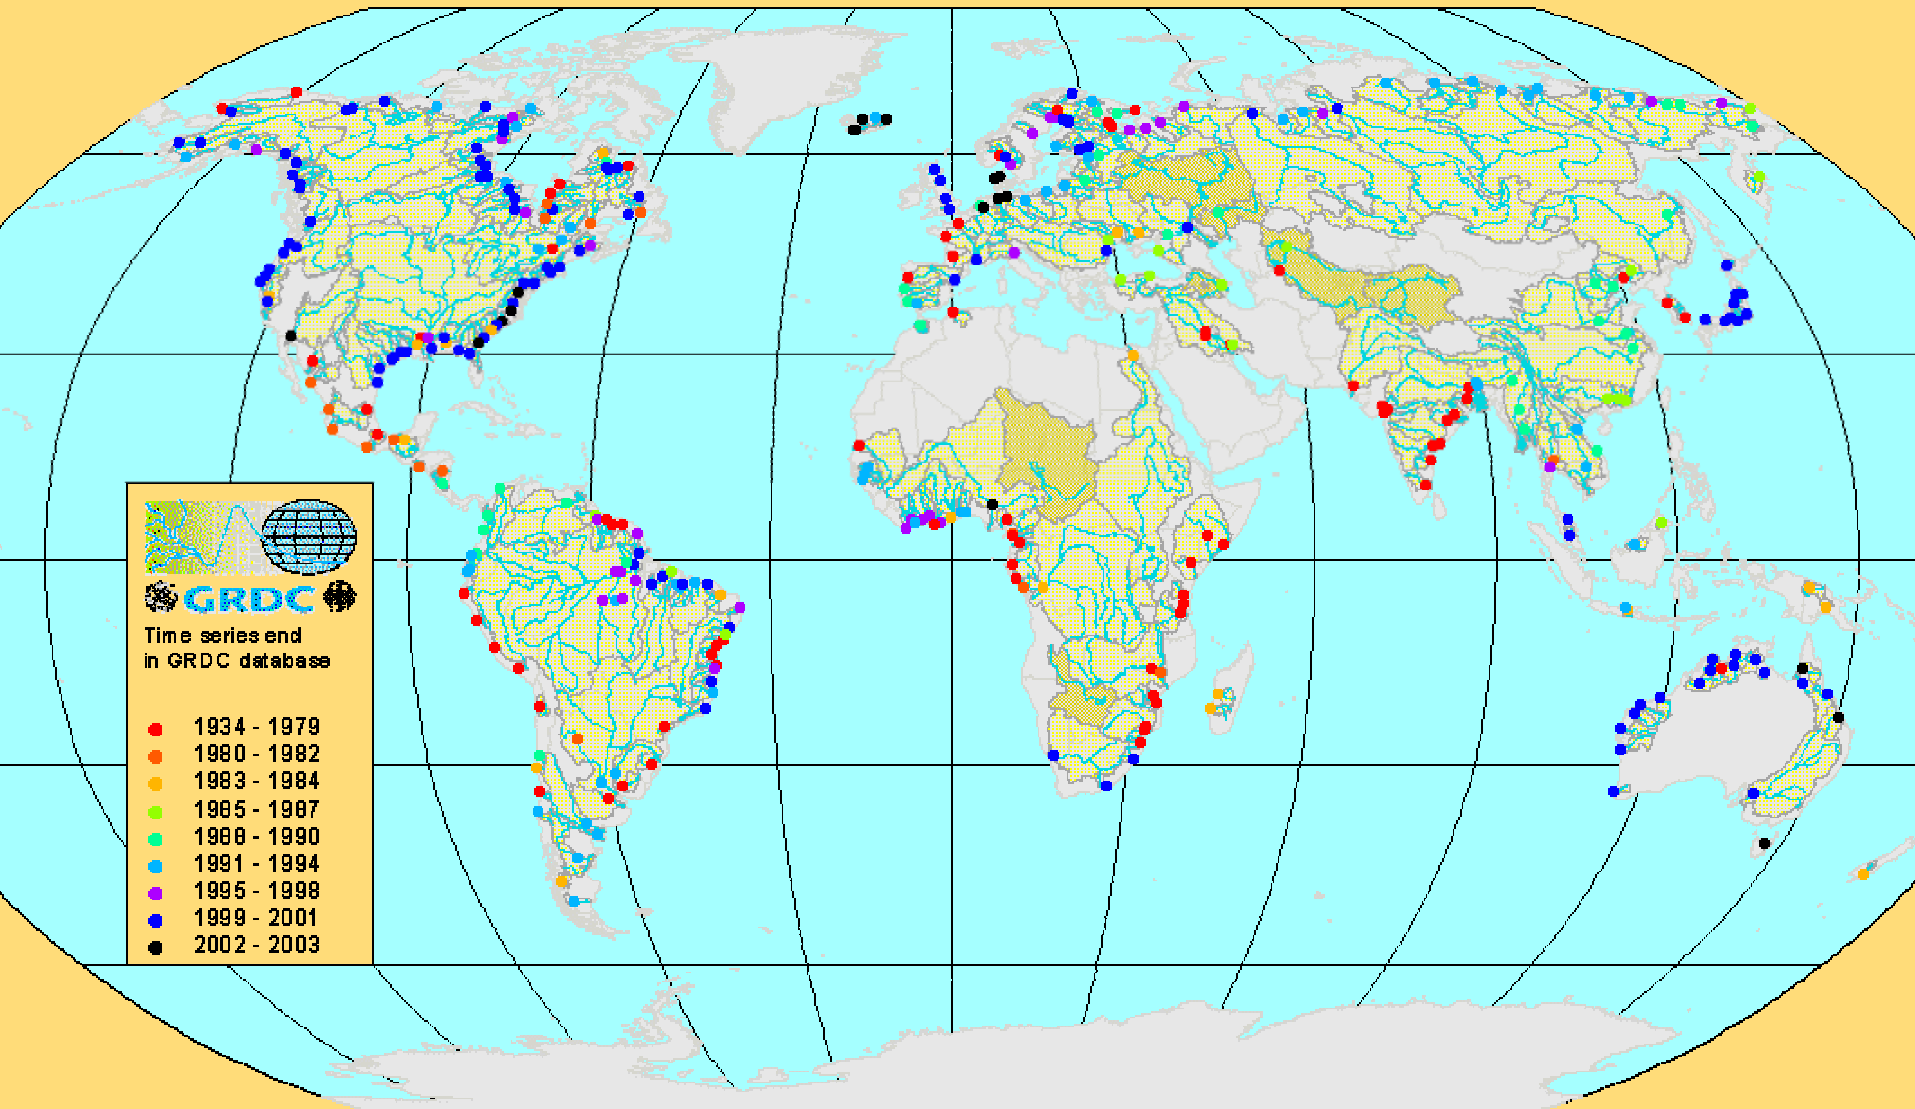 GRDC
Time series end
in GRDC database
1934 - 1979
1980 - 1982
1983 - 1984
1985 - 1987
1988 - 1990
1991 - 1994
1995 - 1998
1999 - 2001
2002 - 2003